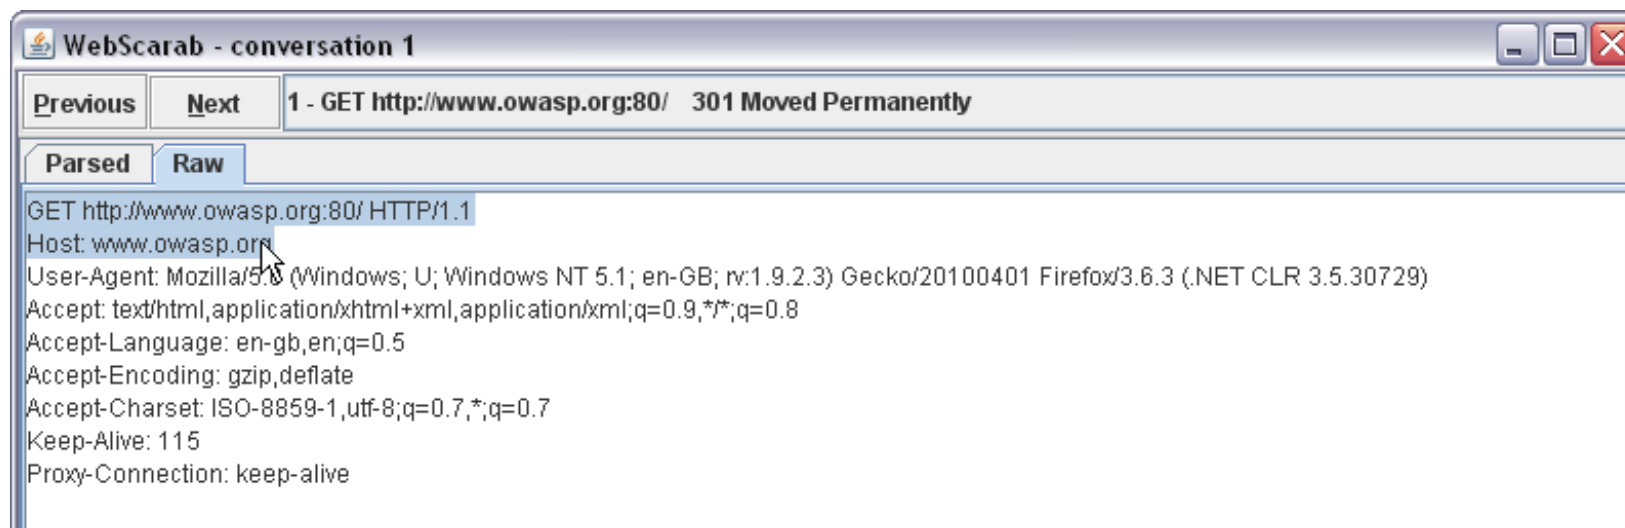 WebScarab - conversation 1
Previous Next 1 - GET http://www.owasp.org:80/ 301 Moved Permanently
Parsed Raw
GET http://www.owasp.org:80/ HTTP/1.1
Host: www.owasp.org
User-Agent: Mozilla/5.0 (Windows; U; Windows NT 5.1; en-GB; rv:1.9.2.3) Gecko/20100401 Firefox/3.6.3 (.NET CLR 3.5.30729)
Accept: text/html,application/xhtml+xml,application/xml;q=0.9,*/*;q=0.8
Accept-Language: en-gb,en;q=0.5
Accept-Encoding: gzip,deflate
Accept-Charset: ISO-8859-1,utf-8;q=0.7,*;q=0.7
Keep-Alive: 115
Proxy-Connection: keep-alive